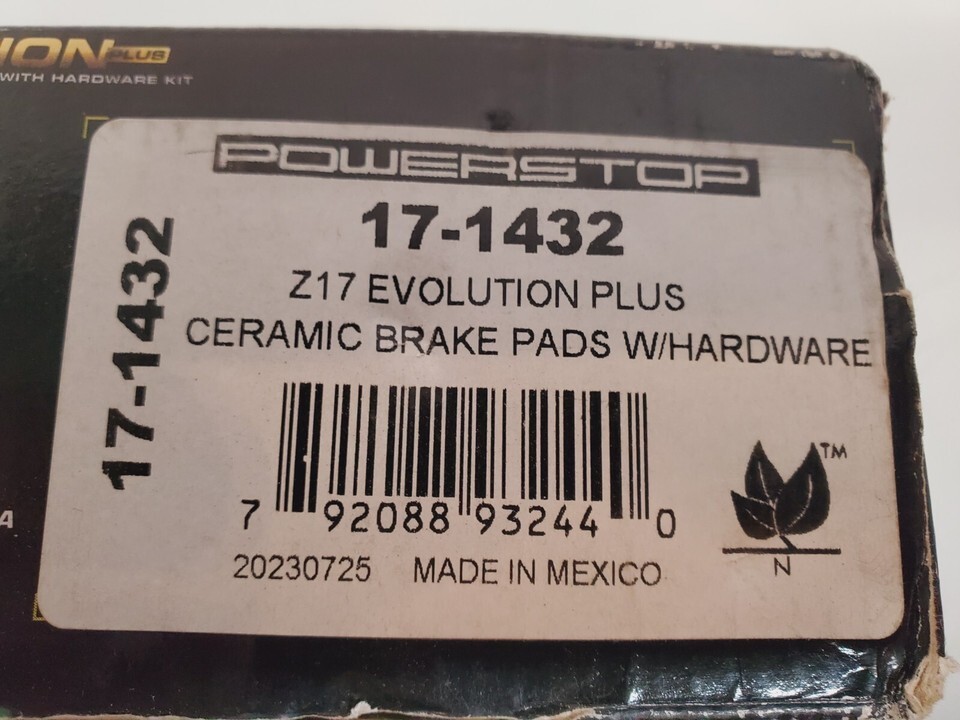 ION PLUS
WITH HARDWARE KIT
POWERSTOP
17-1432
17-1432
Z17 EVOLUTION PLUS
CERAMIC BRAKE PADS W/HARDWARE
7 92088 93244 0
TM
N
20230725 MADE IN MEXICO
A